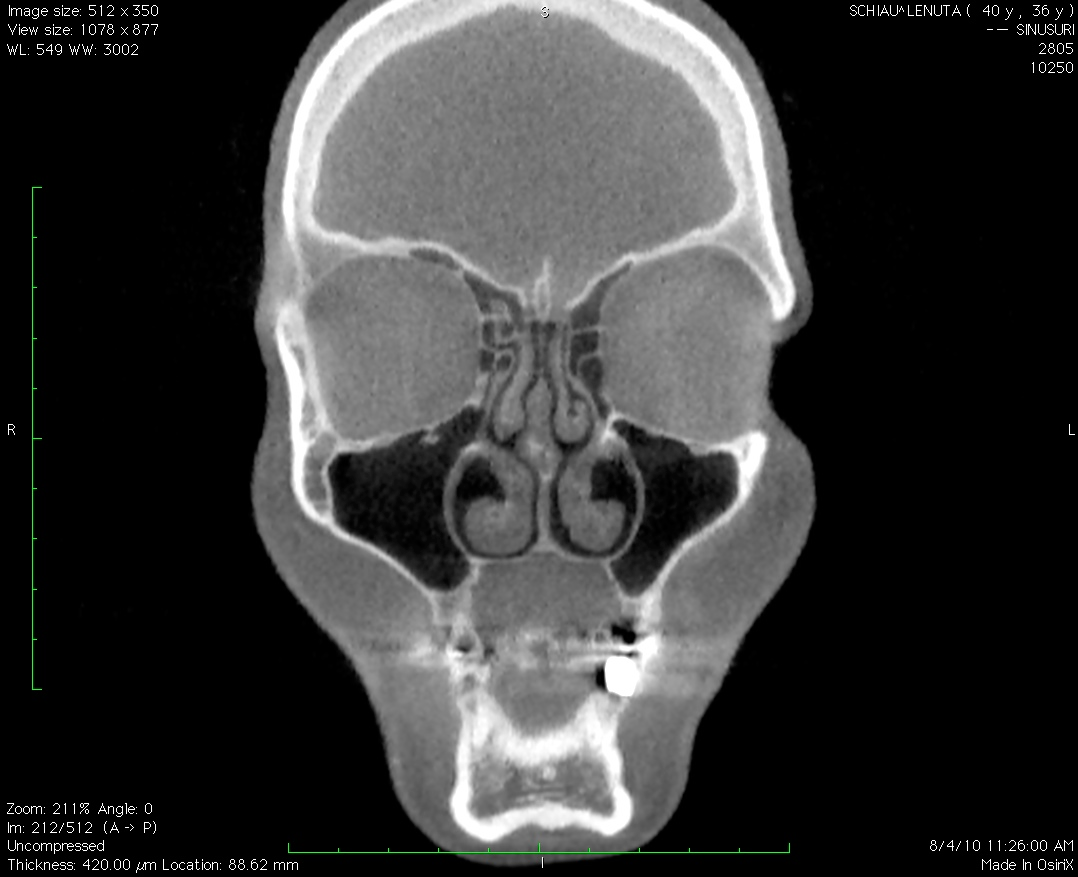 Image size: 512 x 350
View size: 1078 x 877
WL: 549 WW: 3002
S
SCHIAU^LENUTA ( 40 y , 36 y )
-- SINUSURI
2805
10250
R
L
Zoom: 211% Angle: 0
Im: 212/512 (A -> P)
Uncompressed
Thickness: 420.00 µm Location: 88.62 mm
I
8/4/10 11:26:00 AM
Made In OsiriX